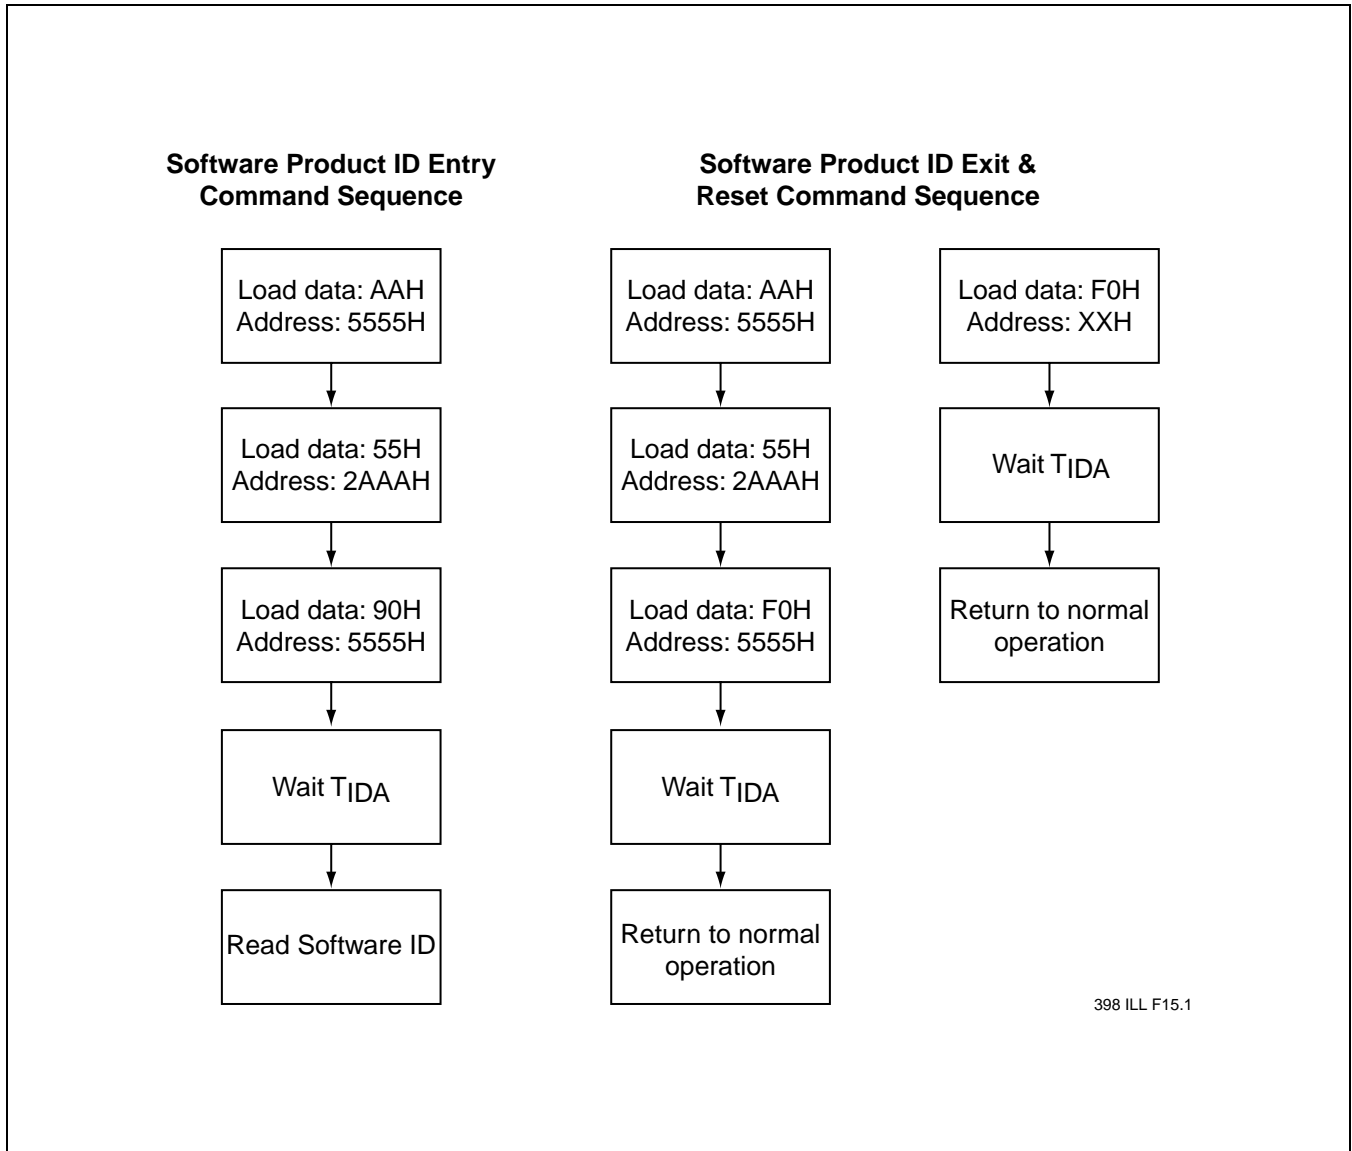 Software Product ID Entry
Command Sequence
Load data: AAH
Address: 5555H
Load data: 55H
Address: 2AAAH
Load data: 90H
Address: 5555H
Wait TIDA
Read Software ID
Software Product ID Exit &
Reset Command Sequence
Load data: AAH
Address: 5555H
Load data: 55H
Address: 2AAAH
Load data: F0H
Address: 5555H
Wait TIDA
Return to normal
operation
Load data: F0H
Address: XXH
Wait TIDA
Return to normal
operation
398 ILL F15.1